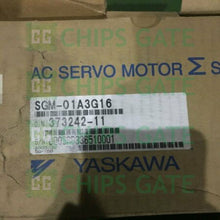 CHIPS GATE
AC SERVO MOTOR Σ S
SGM-01A3G16
373242-11
YASKAWA
CHIPS GATE